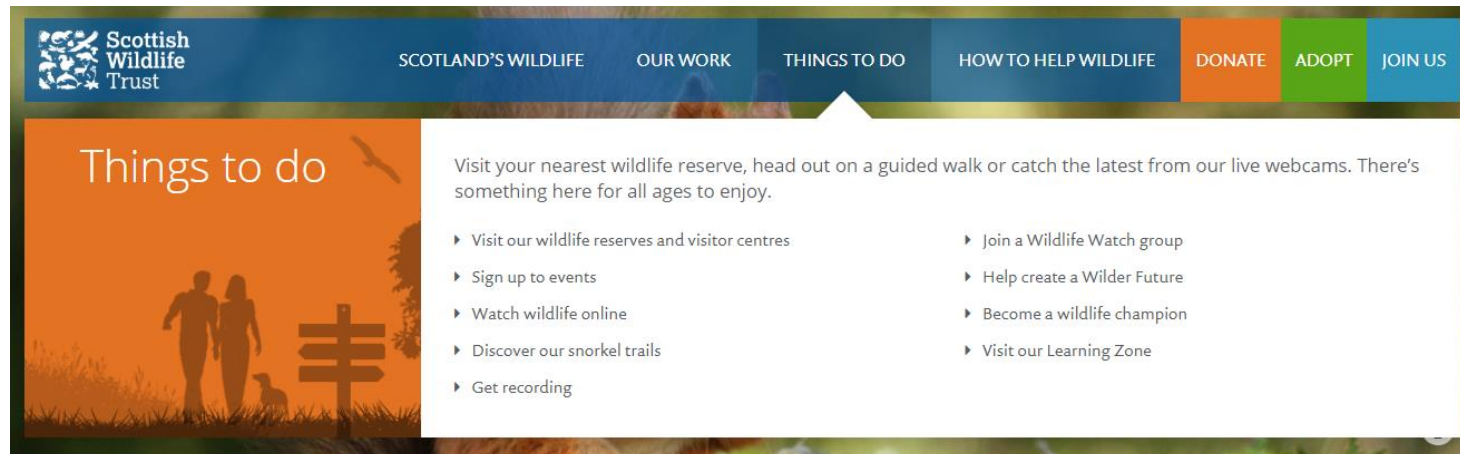 Scottish
Wildlife
Trust
SCOTLAND’S WILDLIFE
OUR WORK
THINGS TO DO
HOW TO HELP WILDLIFE
DONATE
ADOPT
JOIN US
Things to do
Visit your nearest wildlife reserve, head out on a guided walk or catch the latest from our live webcams. There’s
something here for all ages to enjoy.
Visit our wildlife reserves and visitor centres
Sign up to events
Watch wildlife online
Discover our snorkel trails
Get recording
Join a Wildlife Watch group
Help create a Wilder Future
Become a wildlife champion
Visit our Learning Zone